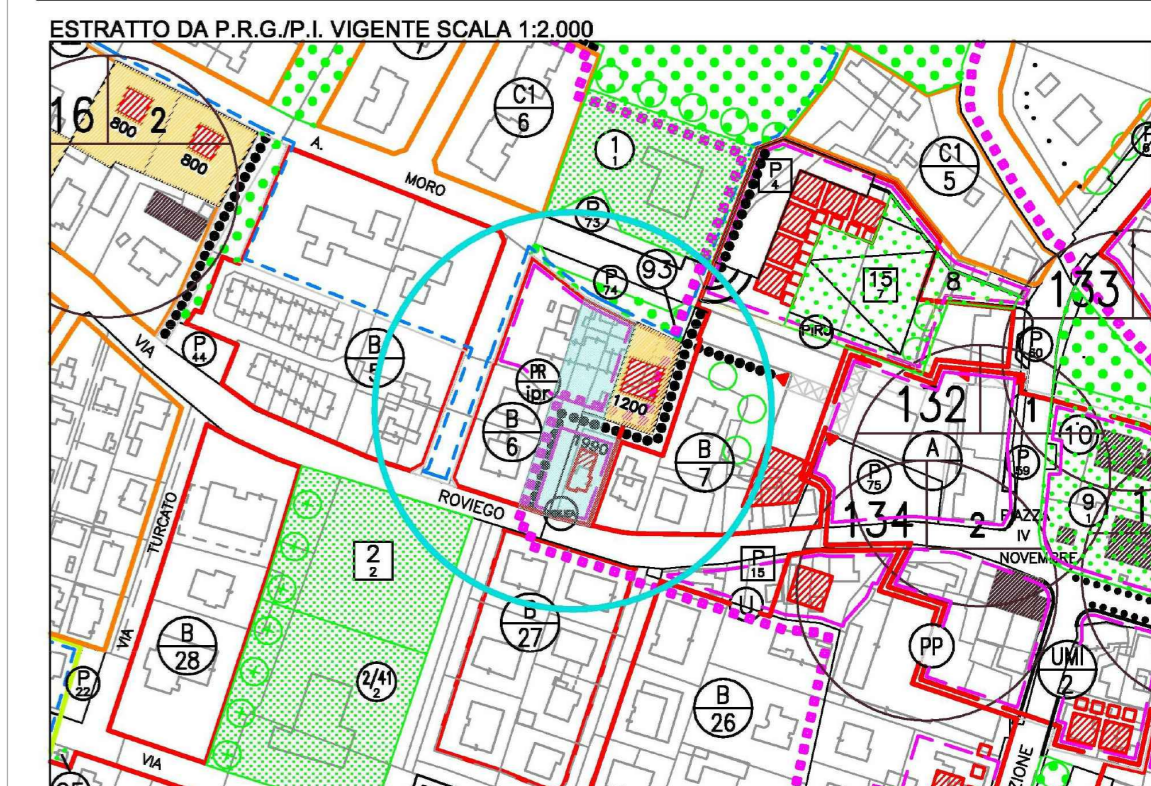 ESTRATTO DA P.R.G./P.I. VIGENTE SCALA 1:2.000
16
2
800
800
A.
MORO
C1
6
1
1
P
73
P
74
93
P
4
C1
5
15
7
8
133
PIRU
P
60
VIA
P
44
B
5
PR
ipr
B
6
1200
1990
B
7
132
1
A
P
75
P
59
134
2
PIAZZA
IV
NOVEMBRE
10
9
1
ROVIEGO
TURCATO
VIA
2
2
P
15
U
B
27
B
28
2/41
2
B
26
PP
UMI
2
P
22
VIA
ZIONE